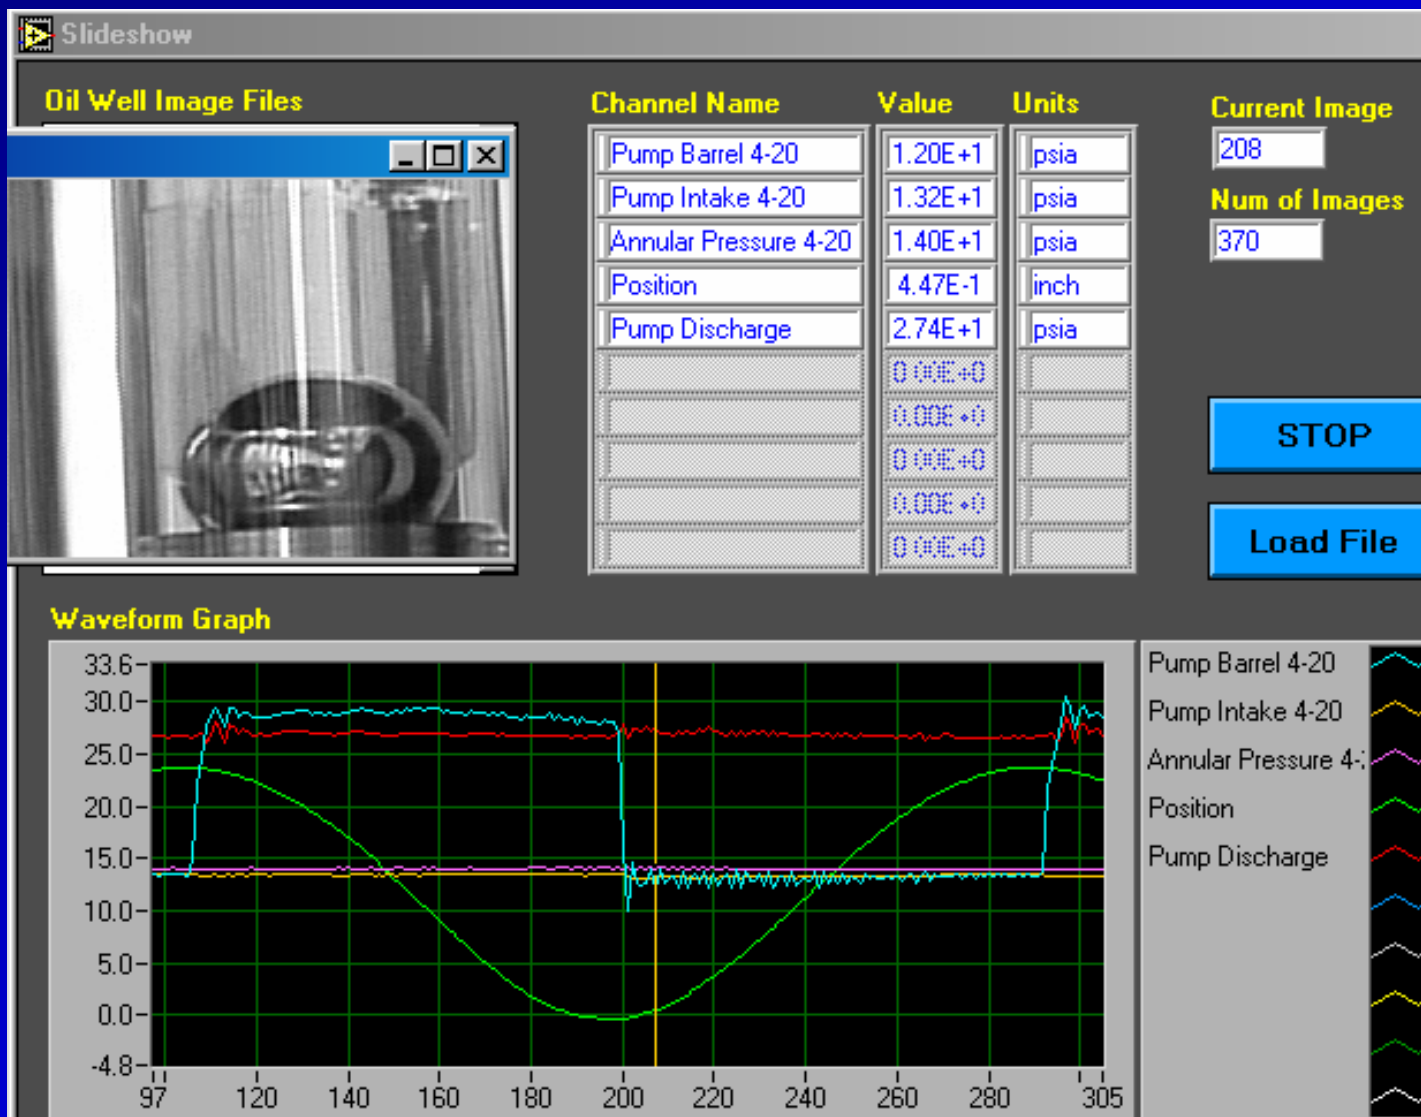 Slideshow
Oil Well Image Files
Channel Name Value Units
Pump Barrel 4-20 1.20E+1 psia
Pump Intake 4-20 1.32E+1 psia
Annular Pressure 4-20 1.40E+1 psia
Position 4.47E-1 inch
Pump Discharge 2.74E+1 psia
0.00E+0
0.00E+0
0.00E+0
0.00E+0
0.00E+0
Current Image
208
Num of Images
370
STOP
Load File
Waveform Graph
33.6
30.0
25.0
20.0
15.0
10.0
5.0
0.0
-4.8
97 120 140 160 180 200 220 240 260 280 305
Pump Barrel 4-20
Pump Intake 4-20
Annular Pressure 4-
Position
Pump Discharge